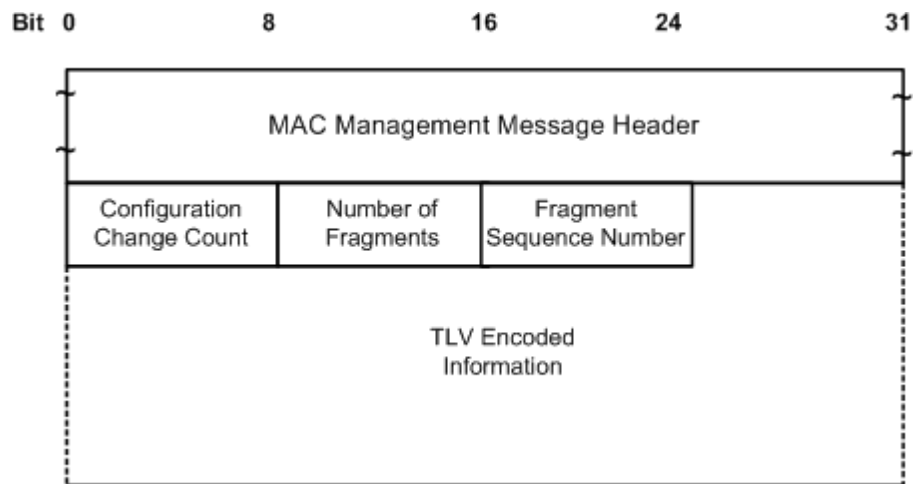 Bit 0 8 16 24 31
MAC Management Message Header
Configuration
Change Count
Number of
Fragments
Fragment
Sequence Number
TLV Encoded
Information